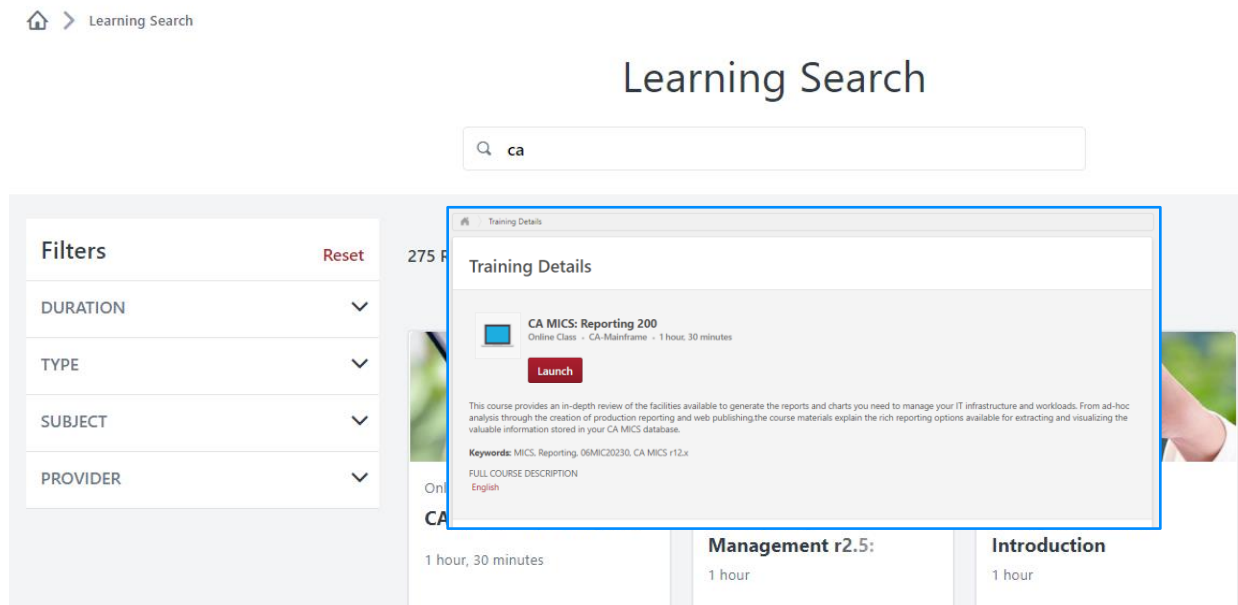 Learning Search
Learning Search
ca
Filters
Reset
DURATION
TYPE
SUBJECT
PROVIDER
275
Training Details
Training Details
CA MICS: Reporting 200
Online Class - CA-Mainframe - 1 hour, 30 minutes
Launch
This course provides an in-depth review of the facilities available to generate the reports and charts you need to manage your IT infrastructure and workloads. From ad-hoc
analysis through the creation of production reporting and web publishing,the course materials explain the rich reporting options available for extracting and visualizing the
valuable information stored in your CA MICS database.
Keywords: MICS, Reporting, 06MIC20230, CA MICS r12.x
FULL COURSE DESCRIPTION
English
CA
1 hour, 30 minutes
Management r2.5:
1 hour
Introduction
1 hour